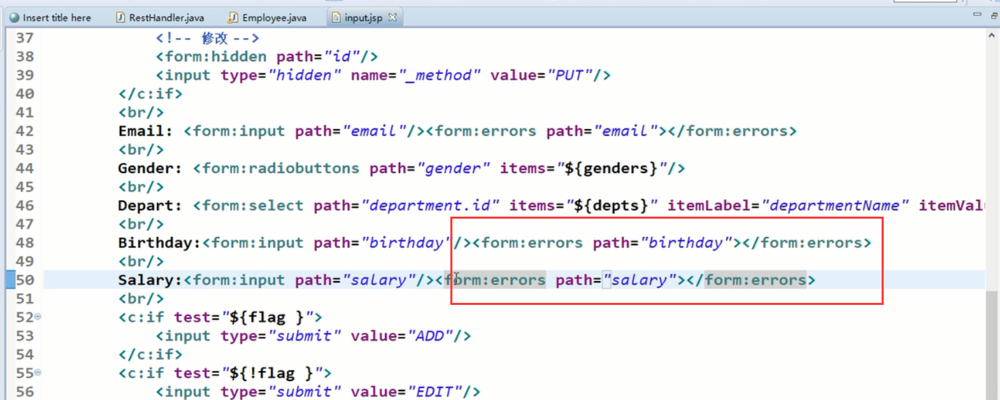 Insert title here RestHandler.java Employee.java input.jsp
37 <!-- 修改 -->
38 <form:hidden path="id"/>
39 <input type="hidden" name="_method" value="PUT"/>
40 </c:if>
41 <br/>
42 Email: <form:input path="email"/><form:errors path="email"></form:errors>
43 <br/>
44 Gender: <form:radiobuttons path="gender" items="${genders}"/>
45 <br/>
46 Depart: <form:select path="department.id" items="${depts}" itemLabel="departmentName" itemVal
47 <br/>
48 Birthday:<form:input path="birthday"/><form:errors path="birthday"></form:errors>
49 <br/>
50 Salary:<form:input path="salary"/><form:errors path="salary"></form:errors>
51 <br/>
52 <c:if test="${flag }">
53 <input type="submit" value="ADD"/>
54 </c:if>
55 <c:if test="${!flag }">
56 <input type="submit" value="EDIT"/>